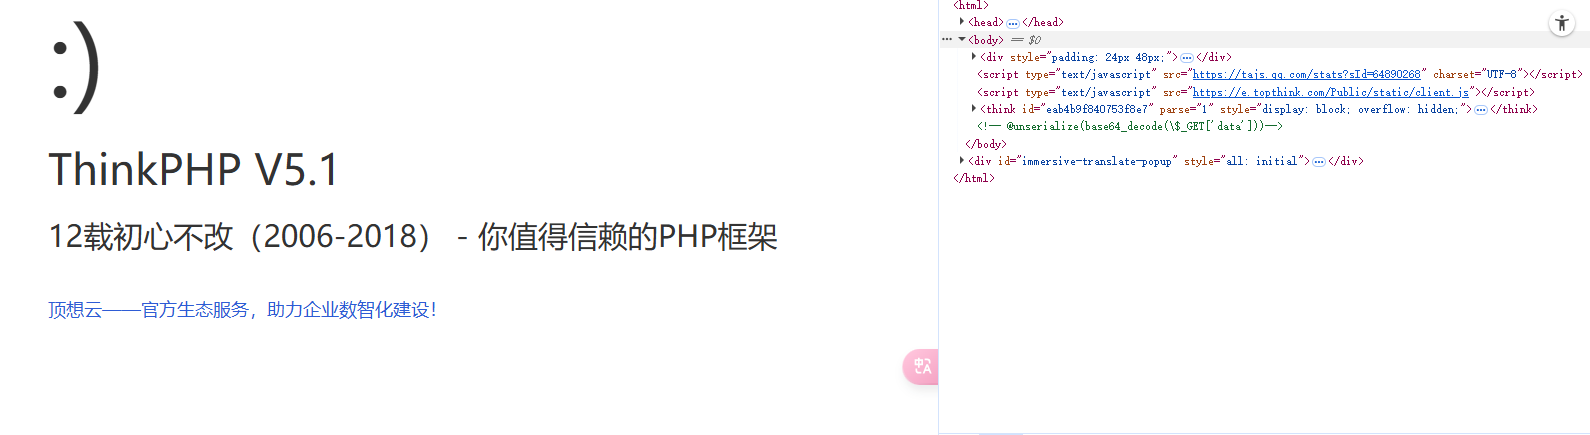 :)
ThinkPHP V5.1
12载初心不改（2006-2018） - 你值得信赖的PHP框架
顶想云——官方生态服务，助力企业数智化建设！
<html>
<head>…</head>
<body> == $0
<div style="padding: 24px 48px;">…</div>
<script type="text/javascript" src="https://tajs.qq.com/stats?sId=64890268" charset="UTF-8"></script>
<script type="text/javascript" src="https://e.topthink.com/Public/static/client.js"></script>
<think id="eab4b9f840753f8e7" parse="1" style="display: block; overflow: hidden;">…</think>
<!-- @unserialize(base64_decode(\$_GET['data']))-->
</body>
<div id="immersive-translate-popup" style="all: initial">…</div>
</html>